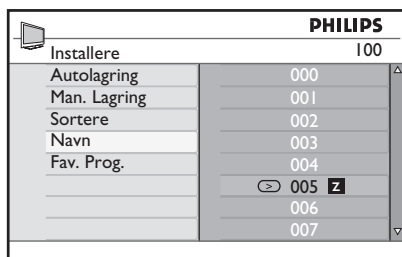 PHILIPS
Installere 100
Autolagring 000
Man. Lagring 001
Sortere 002
Navn 003
Fav. Prog. 004
005 Z
006
007